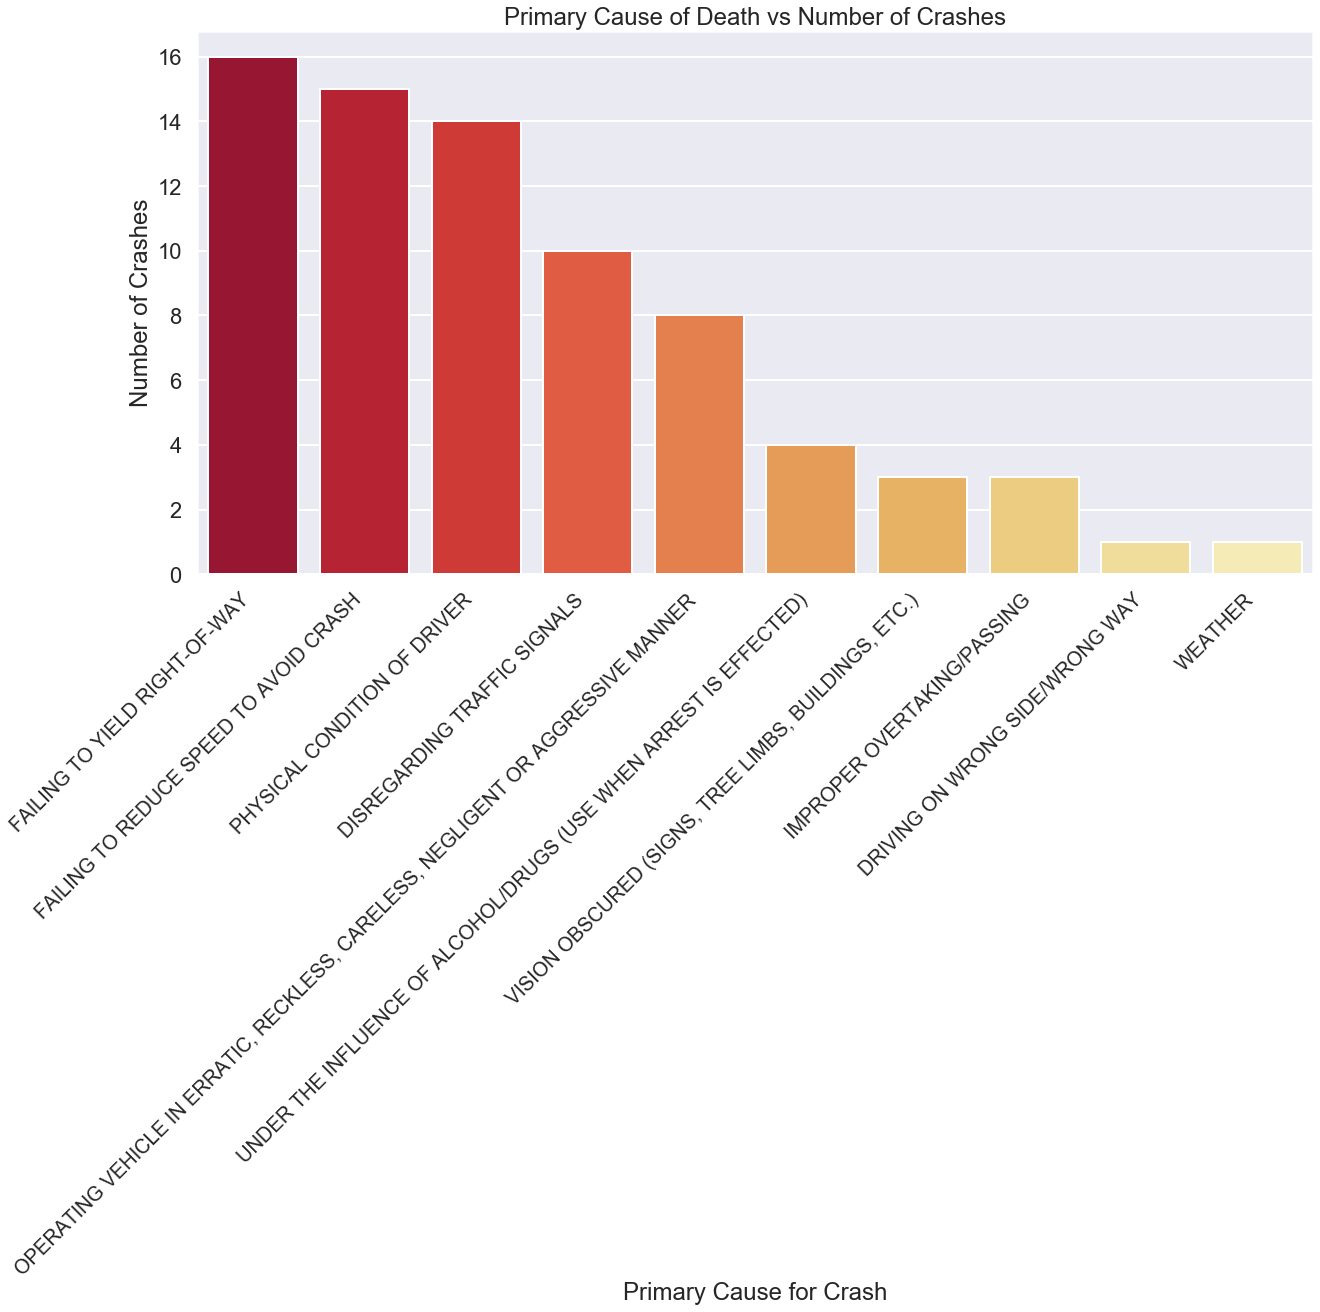 Primary Cause of Death vs Number of Crashes
Number of Crashes
16
14
12
10
8
6
4
2
0
FAILING TO YIELD RIGHT-OF-WAY
FAILING TO REDUCE SPEED TO AVOID CRASH
PHYSICAL CONDITION OF DRIVER
DISREGARDING TRAFFIC SIGNALS
OPERATING VEHICLE IN ERRATIC, RECKLESS, CARELESS, NEGLIGENT OR AGGRESSIVE MANNER
UNDER THE INFLUENCE OF ALCOHOL/DRUGS (USE WHEN ARREST IS EFFECTED)
VISION OBSCURED (SIGNS, TREE LIMBS, BUILDINGS, ETC.)
IMPROPER OVERTAKING/PASSING
DRIVING ON WRONG SIDE/WRONG WAY
WEATHER
Primary Cause for Crash